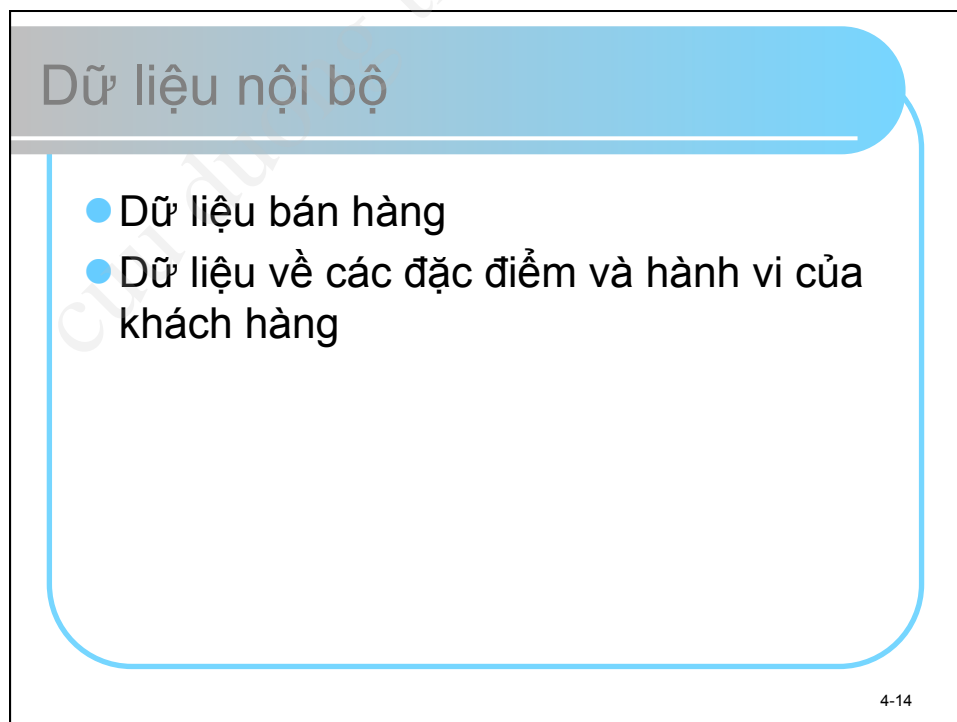 Dữ liệu nội bộ
Dữ liệu bán hàng
Dữ liệu về các đặc điểm và hành vi của
khách hàng
4-14